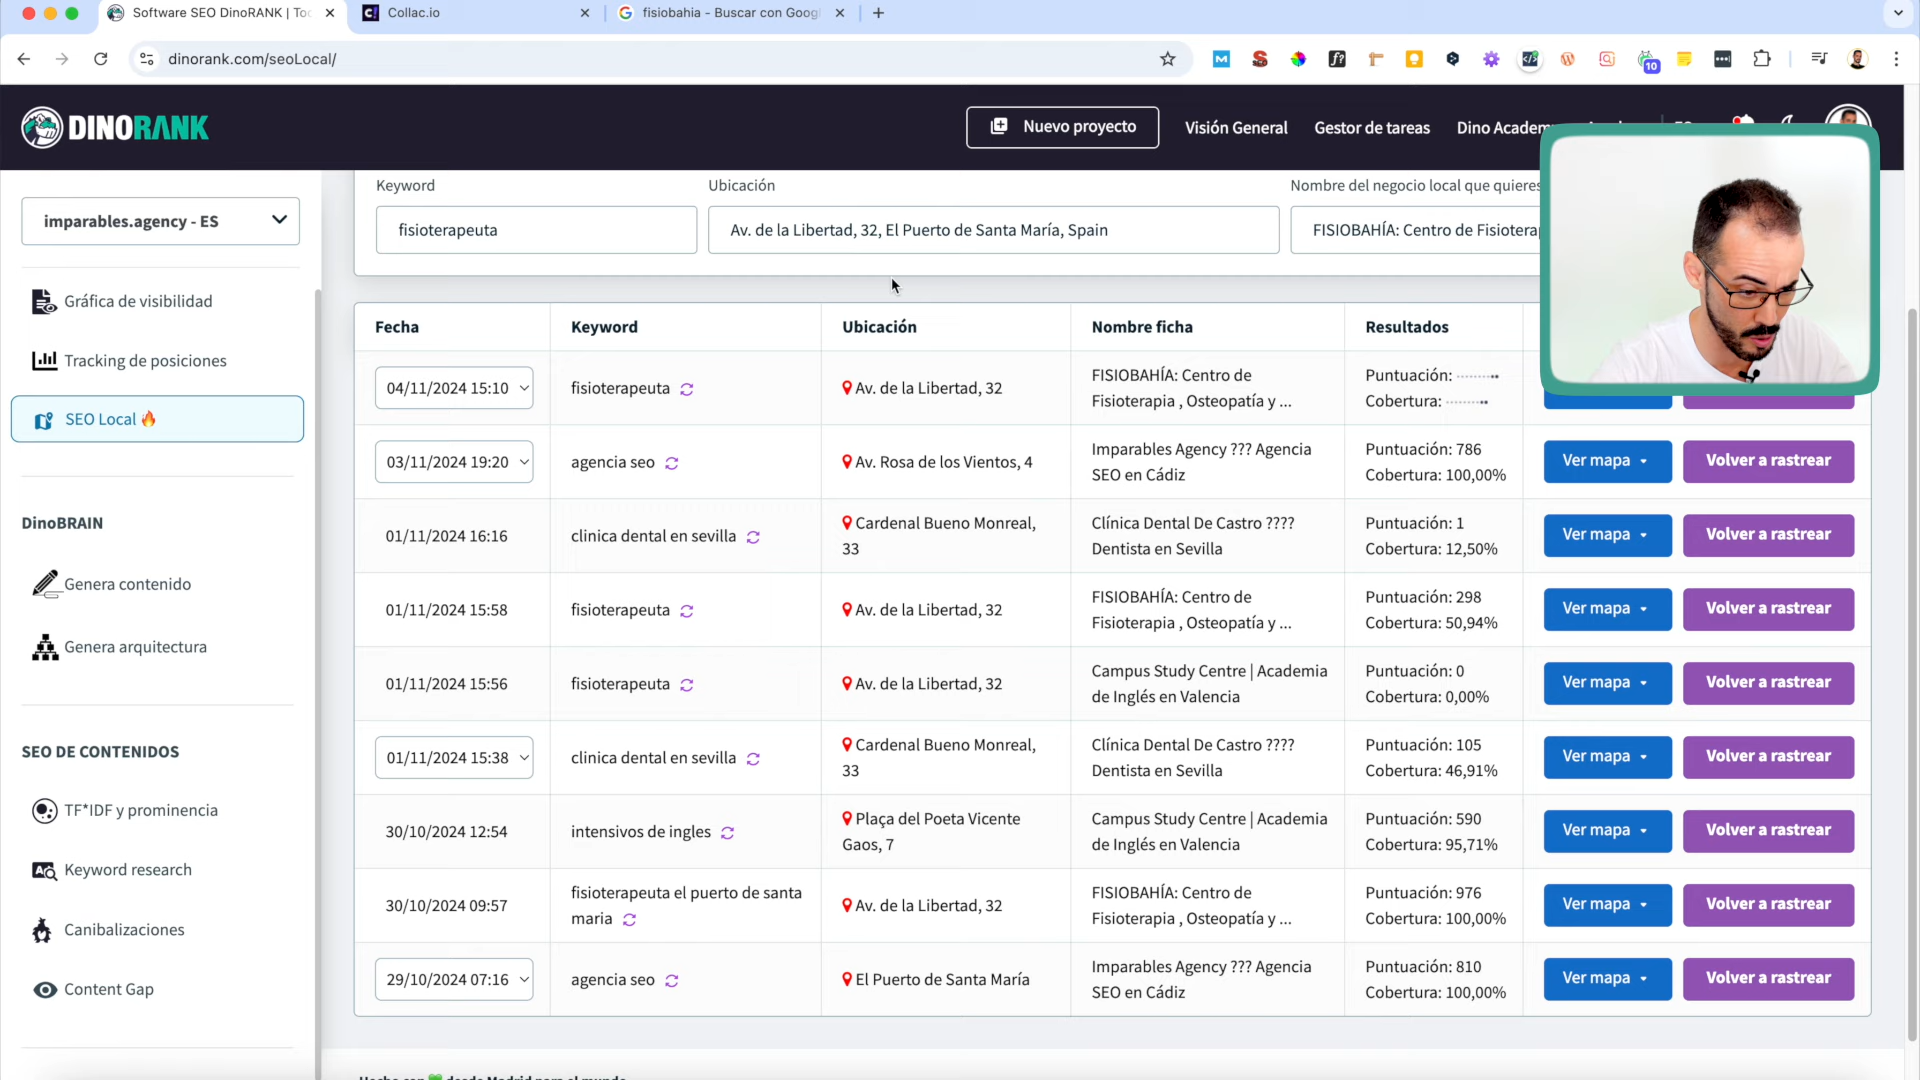 Software SEO DinoRANK | Too
Collac.io
fisiobahia - Buscar con Googl
dinorank.com/seoLocal/
10
DINORANK
Nuevo proyecto
Visión General
Gestor de tareas
Dino Academ
imparables.agency - ES
Gráfica de visibilidad
Tracking de posiciones
SEO Local
DinoBRAIN
Genera contenido
Genera arquitectura
SEO DE CONTENIDOS
TF*IDF y prominencia
Keyword research
Canibalizaciones
Content Gap
Keyword
Ubicación
Nombre del negocio local que quieres
fisioterapeuta
Av. de la Libertad, 32, El Puerto de Santa María, Spain
FISIOBAHÍA: Centro de Fisioterap
Fecha
Keyword
Ubicación
Nombre ficha
Resultados
04/11/2024 15:10
fisioterapeuta
Av. de la Libertad, 32
FISIOBAHÍA: Centro de
Fisioterapia , Osteopatía y ...
Puntuación:
Cobertura:
03/11/2024 19:20
agencia seo
Av. Rosa de los Vientos, 4
Imparables Agency ??? Agencia
SEO en Cádiz
Puntuación: 786
Cobertura: 100,00%
Ver mapa
Volver a rastrear
01/11/2024 16:16
clinica dental en sevilla
Cardenal Bueno Monreal,
33
Clínica Dental De Castro ????
Dentista en Sevilla
Puntuación: 1
Cobertura: 12,50%
Ver mapa
Volver a rastrear
01/11/2024 15:58
fisioterapeuta
Av. de la Libertad, 32
FISIOBAHÍA: Centro de
Fisioterapia , Osteopatía y ...
Puntuación: 298
Cobertura: 50,94%
Ver mapa
Volver a rastrear
01/11/2024 15:56
fisioterapeuta
Av. de la Libertad, 32
Campus Study Centre | Academia
de Inglés en Valencia
Puntuación: 0
Cobertura: 0,00%
Ver mapa
Volver a rastrear
01/11/2024 15:38
clinica dental en sevilla
Cardenal Bueno Monreal,
33
Clínica Dental De Castro ????
Dentista en Sevilla
Puntuación: 105
Cobertura: 46,91%
Ver mapa
Volver a rastrear
30/10/2024 12:54
intensivos de ingles
Plaça del Poeta Vicente
Gaos, 7
Campus Study Centre | Academia
de Inglés en Valencia
Puntuación: 590
Cobertura: 95,71%
Ver mapa
Volver a rastrear
30/10/2024 09:57
fisioterapeuta el puerto de santa
maria
Av. de la Libertad, 32
FISIOBAHÍA: Centro de
Fisioterapia , Osteopatía y ...
Puntuación: 976
Cobertura: 100,00%
Ver mapa
Volver a rastrear
29/10/2024 07:16
agencia seo
El Puerto de Santa María
Imparables Agency ??? Agencia
SEO en Cádiz
Puntuación: 810
Cobertura: 100,00%
Ver mapa
Volver a rastrear